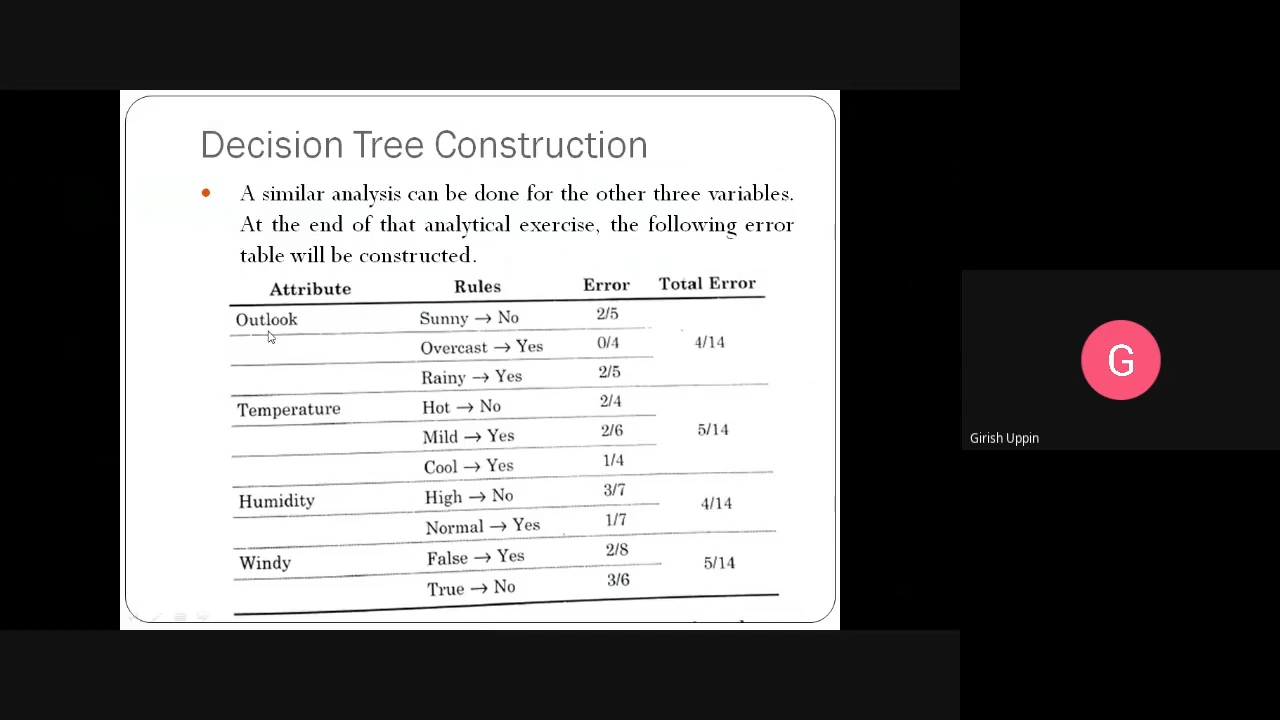 Decision Tree Construction
A similar analysis can be done for the other three variables.
At the end of that analytical exercise, the following error
table will be constructed.
Attribute Rules Error Total Error
Outlook Sunny → No 2/5
Overcast → Yes 0/4 4/14
Rainy → Yes 2/5
Temperature Hot → No 2/4
Mild → Yes 2/6 5/14
Cool → Yes 1/4
Humidity High → No 3/7 4/14
Normal → Yes 1/7
Windy False → Yes 2/8 5/14
True → No 3/6
G
Girish Uppin